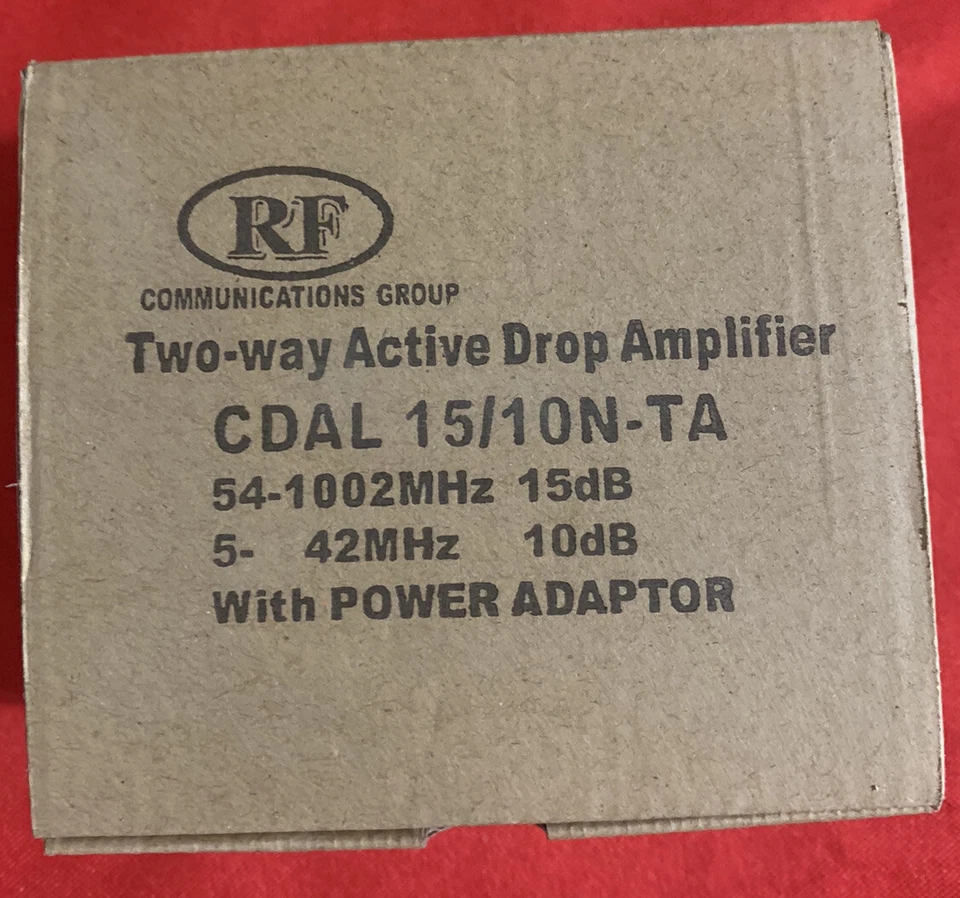 RF
COMMUNICATIONS GROUP
Two-way Active Drop Amplifier
CDAL 15/10N-TA
54-1002MHz 15dB
5- 42MHz 10dB
With POWER ADAPTOR